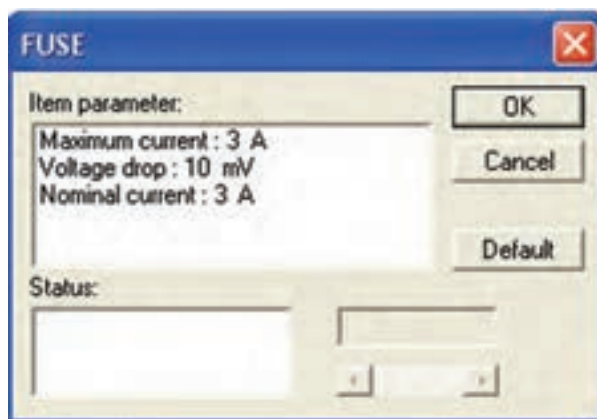 FUSE
Item parameter:
Maximum current : 3 A
Voltage drop : 10 mV
Nominal current : 3 A
OK
Cancel
Default
Status: